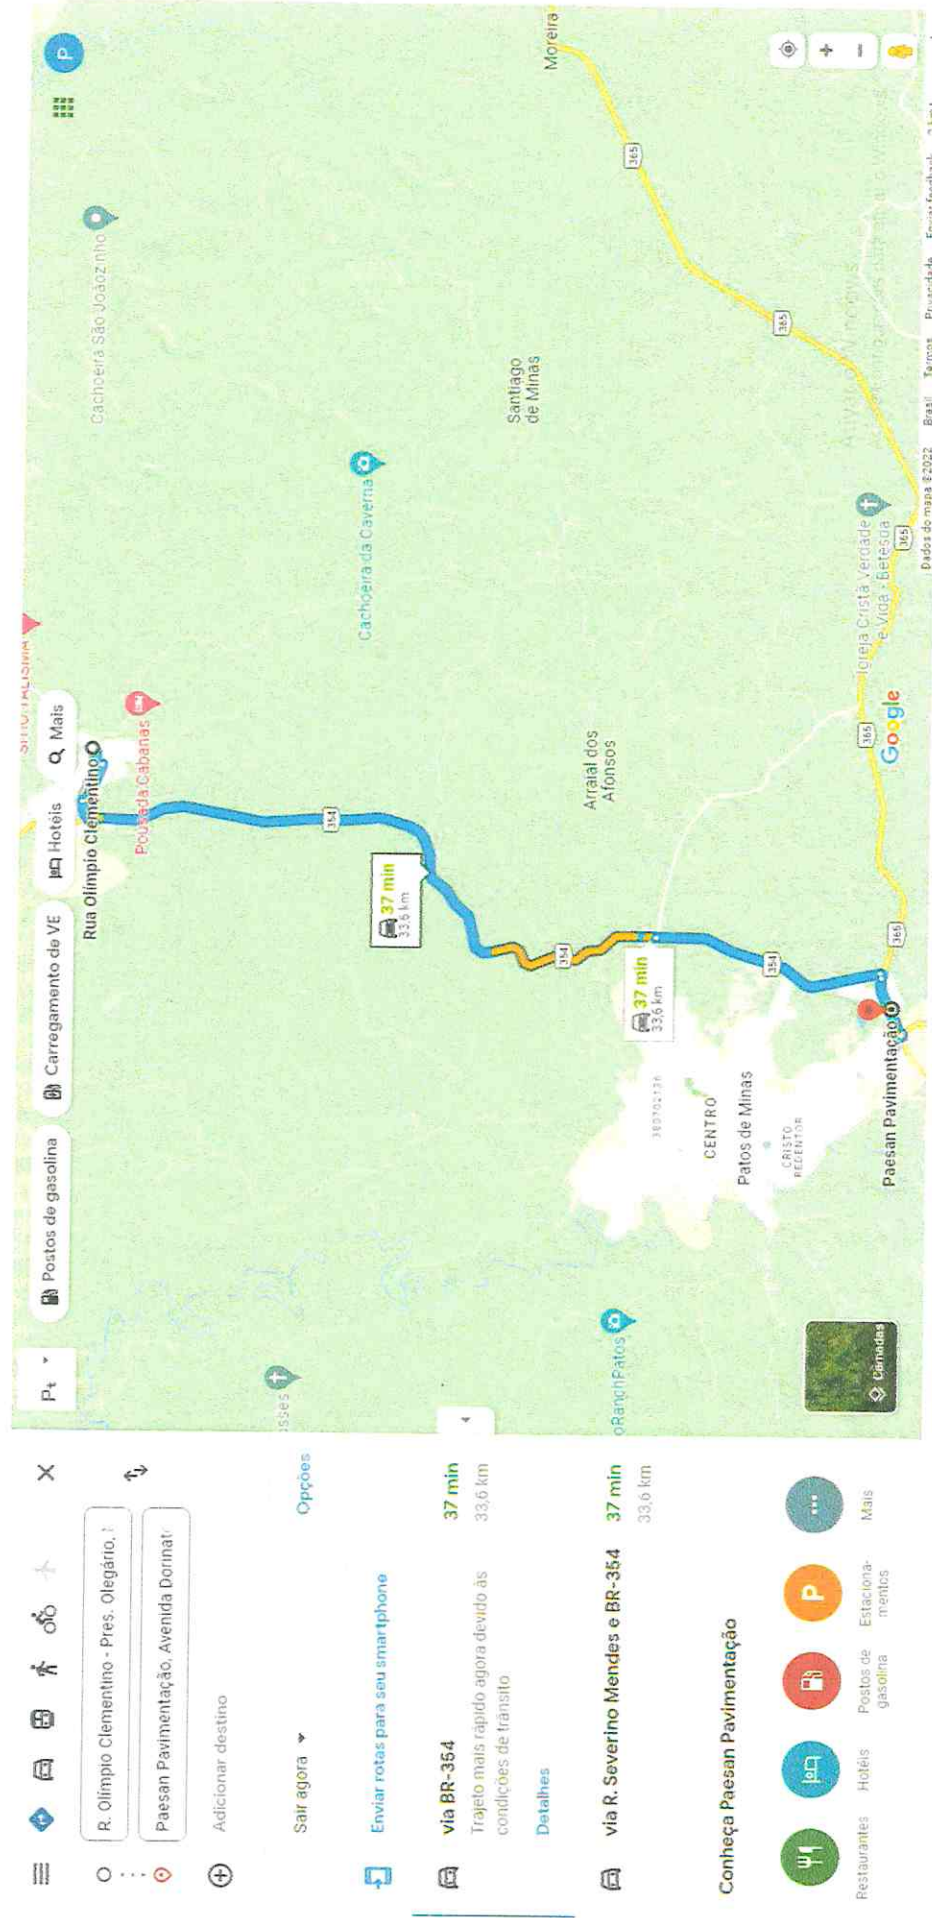 R. Olímpio Clementino - Pres. Olegário,
Paesan Pavimentação, Avenida Dorinat
Adicionar destino
Sair agora
Opções
Enviar rotas para seu smartphone
via BR-354
37 min
Trajeto mais rápido agora devido às
33,6 km
condições de trânsito
Detalhes
via R. Severino Mendes e BR-354
37 min
33,6 km
Conheça Paesan Pavimentação
Restaurantes
Hotéis
Postos de
gasolina
Estaciona-
mentos
Mais
Postos de gasolina
Carregamento de VE
Hotéis
Mais
P
Rua Olímpio Clementino
Pousada Cabanas
Cachoeira São Joãozinho
354
37 min
33,6 km
Cachoeira da Caverna
Santiago
de Minas
Moreira
365
Arraial dos
Afonsos
354
37 min
33,6 km
oRanchPatos
CENTRO
Patos de Minas
CRISTO
REDENTOR
354
365
Igreja Cristã Verdade
e Vida - Betesda
365
365
365
Paesan Pavimentação
Camadas
Google
Dados do mapa ©2022
Brasil
Termos
Privacidade
Enviar feedback